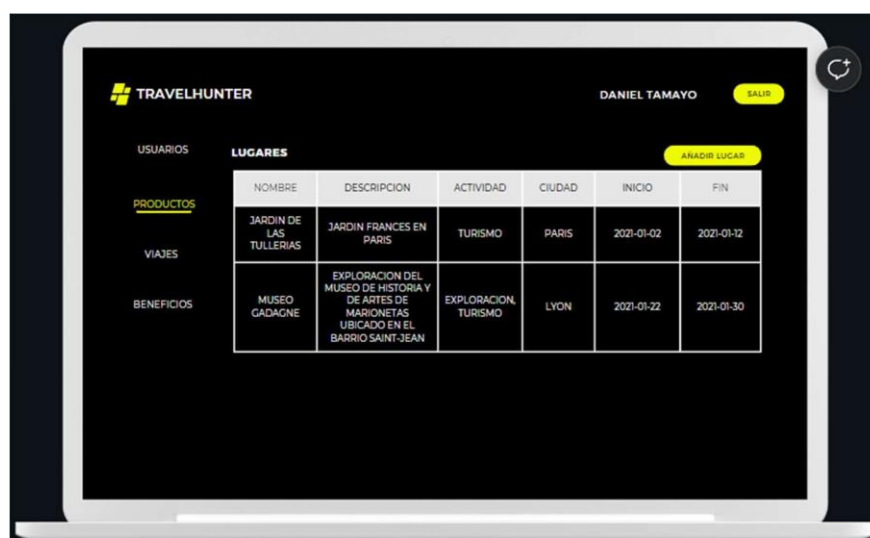 TRAVELHUNTER
DANIEL TAMAYO
SALIR
USUARIOS
PRODUCTOS
VIAJES
BENEFICIOS
LUGARES
AÑADIR LUGAR
NOMBRE DESCRIPCION ACTIVIDAD CIUDAD INICIO FIN
JARDIN DE
LAS
TULLERIAS
JARDIN FRANCES EN
PARIS
TURISMO
PARIS
2021-01-02
2021-01-12
MUSEO
GADAGNE
EXPLORACION DEL
MUSEO DE HISTORIA Y
DE ARTES DE
MARIONETAS
UBICADO EN EL
BARRIO SAINT-JEAN
EXPLORACION,
TURISMO
LYON
2021-01-22
2021-01-30